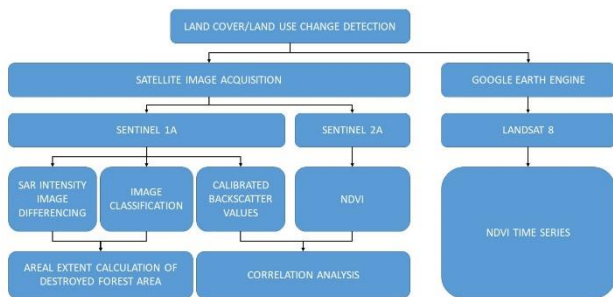 LAND COVER/LAND USE CHANGE DETECTION
SATELLITE IMAGE ACQUISITION
GOOGLE EARTH ENGINE
SENTINEL 1A
SENTINEL 2A
LANDSAT 8
SAR INTENSITY
IMAGE
DIFFERENCING
IMAGE
CLASSIFICATION
CALIBRATED
BACKSCATTER
VALUES
NDVI
NDVI TIME SERIES
AREAL EXTENT CALCULATION OF
DESTROYED FOREST AREA
CORRELATION ANALYSIS